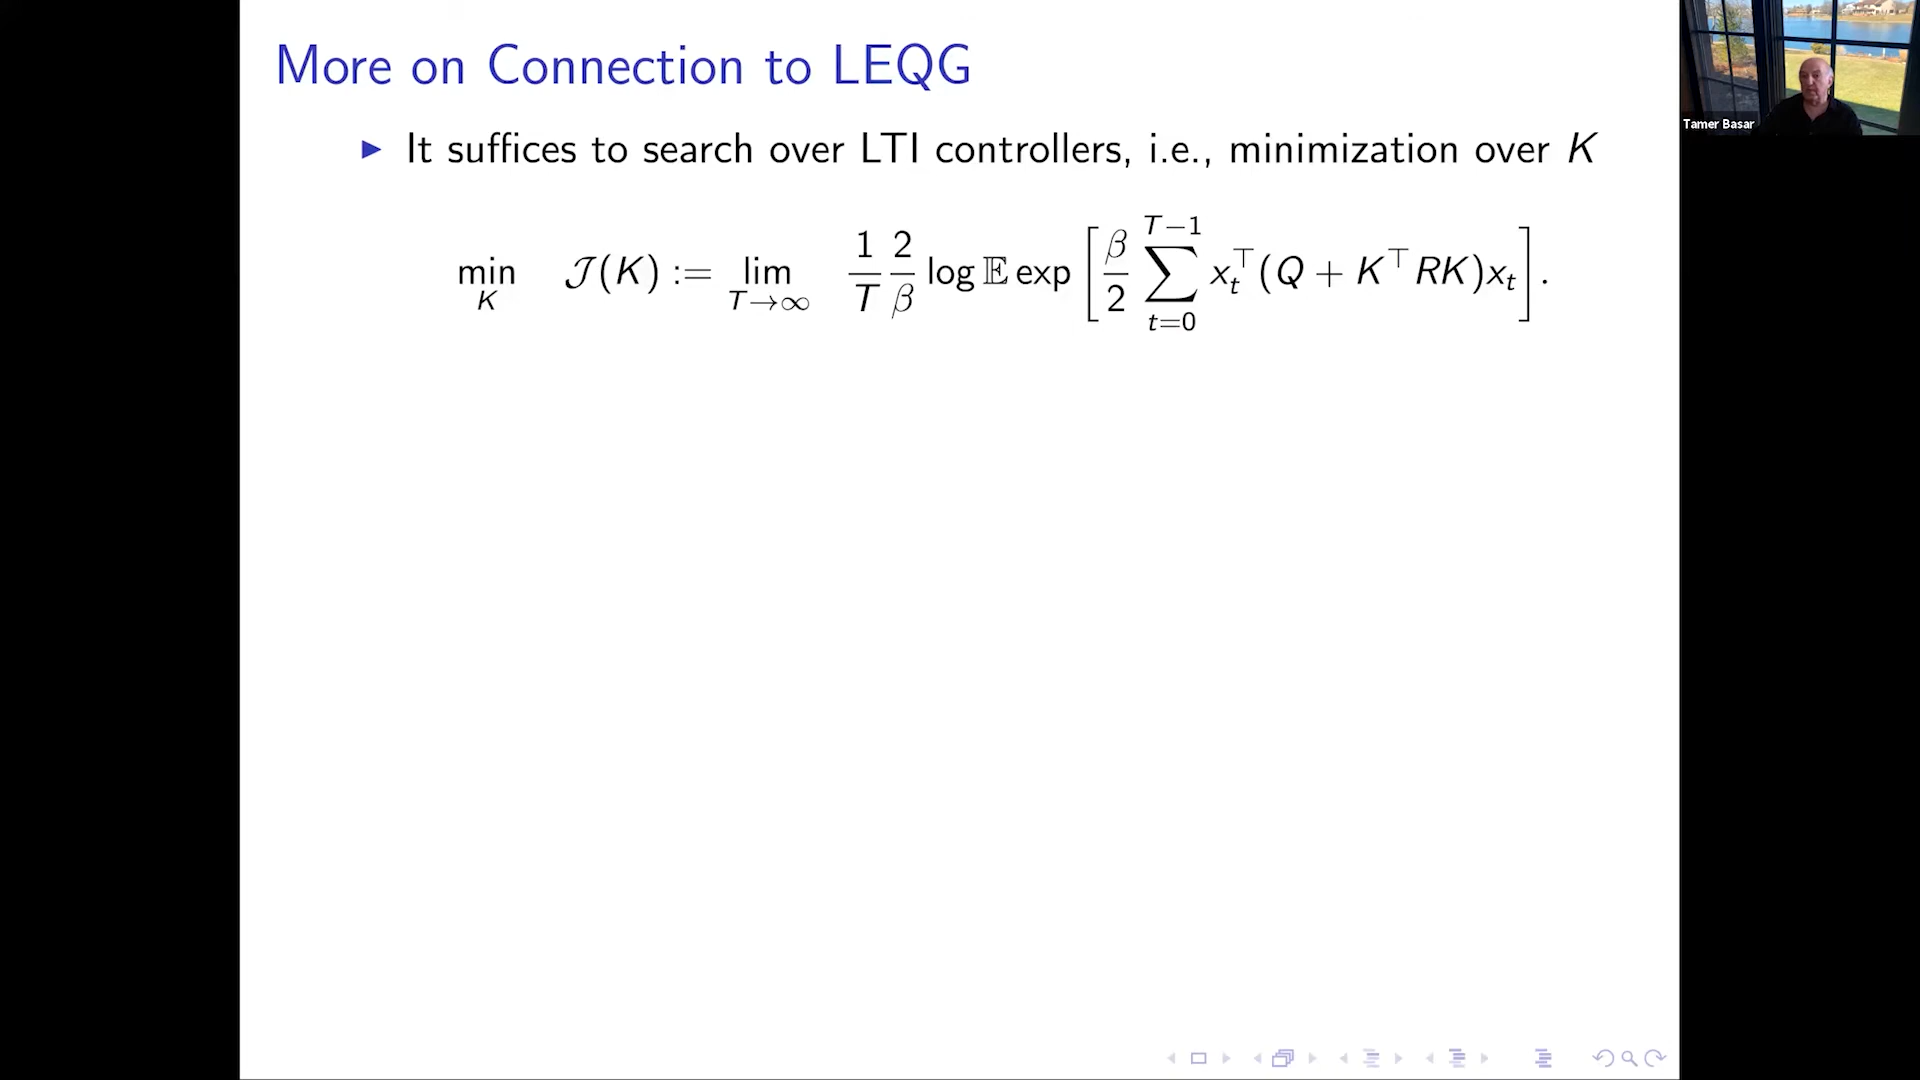 More on Connection to LEQG
Tamer Basar
▶ It suffices to search over LTI controllers, i.e., minimization over K
min_K 𝒥(K) := lim_{T→∞} 1/T 2/β log 𝔼 exp [ β/2 ∑_{t=0}^{T−1} x_t^⊤(Q + K^⊤RK)x_t ].